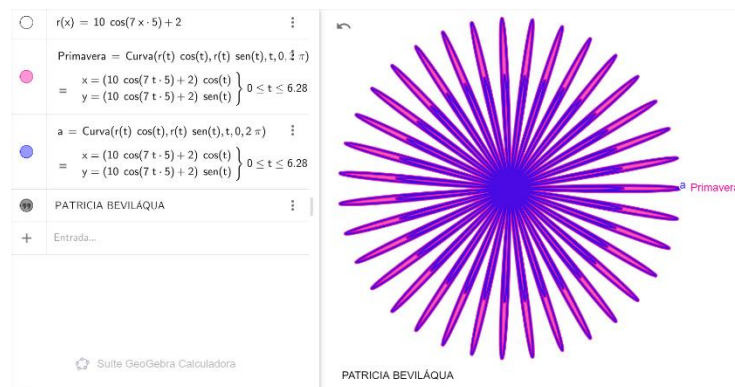 r(x) = 10 cos(7 x · 5) + 2
Primavera = Curva(r(t) cos(t), r(t) sen(t), t, 0, 2 π)
= x = (10 cos(7 t · 5) + 2) cos(t)
y = (10 cos(7 t · 5) + 2) sen(t) } 0 ≤ t ≤ 6.28
a = Curva(r(t) cos(t), r(t) sen(t), t, 0, 2 π)
= x = (10 cos(7 t · 5) + 2) cos(t)
y = (10 cos(7 t · 5) + 2) sen(t) } 0 ≤ t ≤ 6.28
PATRICIA BEVILÁQUA
+ Entrada...
Suíte GeoGebra Calculadora
a Primavera
PATRICIA BEVILÁQUA